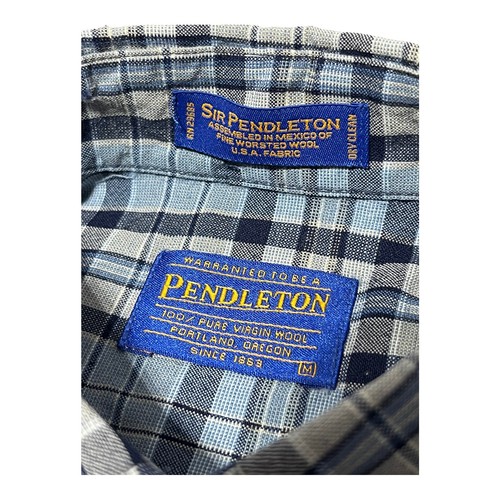 RN 29685
SIR PENDLETON
ASSEMBLED IN MEXICO OF
FINE WORSTED WOOL
U.S.A. FABRIC
DRY CLEAN
WARRANTED TO BE A
PENDLETON
100% PURE VIRGIN WOOL
PORTLAND, OREGON
SINCE 1863
M